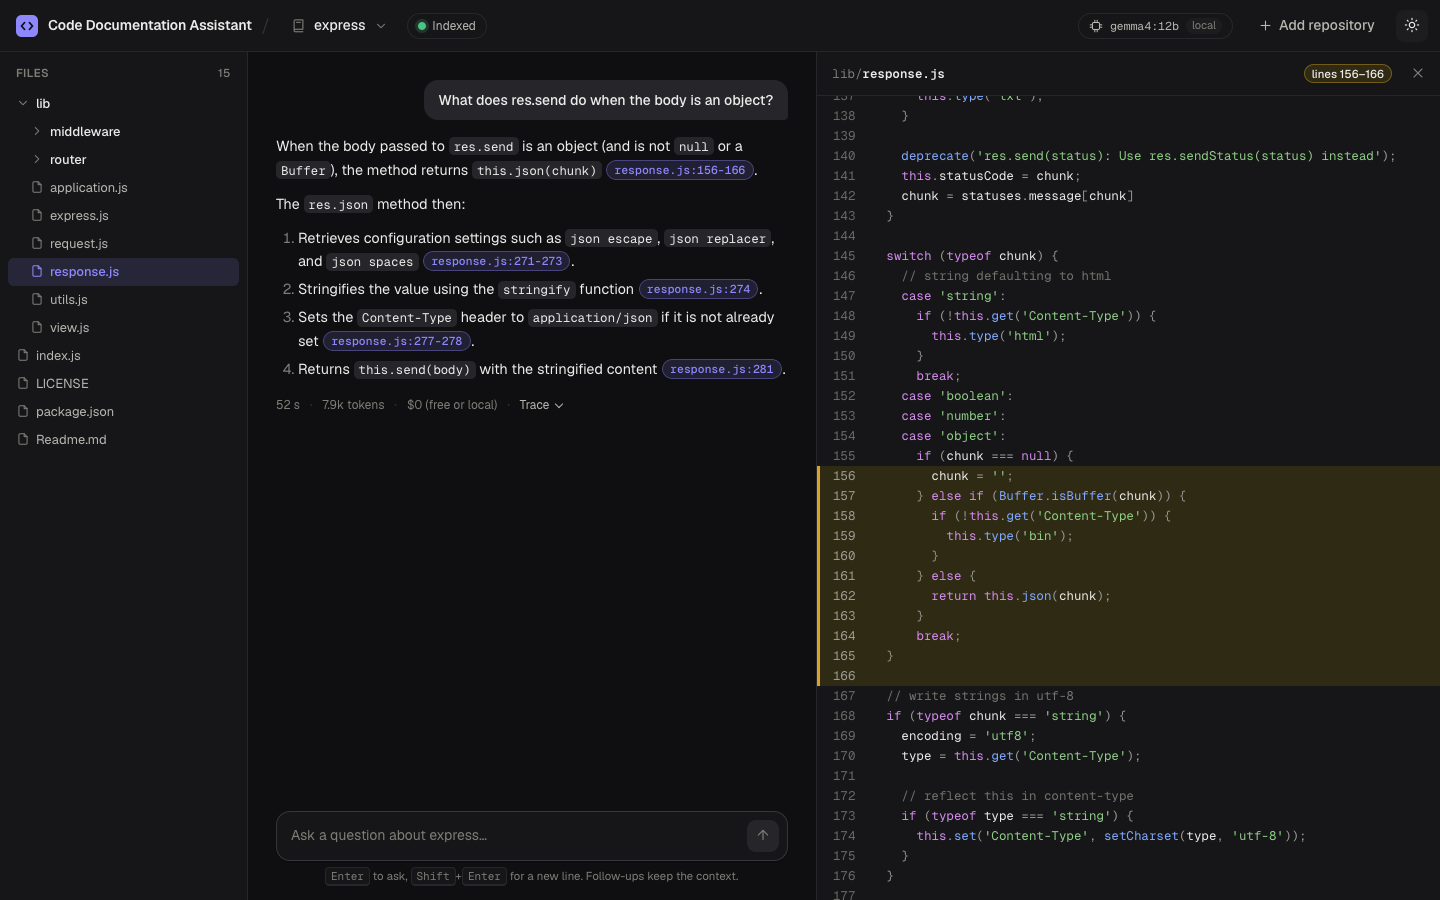 Code Documentation Assistant / express Indexed gemma4:12b local + Add repository
FILES 15
lib
middleware
router
application.js
express.js
request.js
response.js
utils.js
view.js
index.js
LICENSE
package.json
Readme.md
What does res.send do when the body is an object?
When the body passed to res.send is an object (and is not null or a
Buffer), the method returns this.json(chunk) response.js:156-166.
The res.json method then:
1. Retrieves configuration settings such as json escape, json replacer,
and json spaces response.js:271-273.
2. Stringifies the value using the stringify function response.js:274.
3. Sets the Content-Type header to application/json if it is not already
set response.js:277-278.
4. Returns this.send(body) with the stringified content response.js:281.
52 s · 7.9k tokens · $0 (free or local) · Trace
Ask a question about express…
Enter to ask, Shift+Enter for a new line. Follow-ups keep the context.
lib/response.js lines 156–166
137 this.type('txt');
138 }
139
140 deprecate('res.send(status): Use res.sendStatus(status) instead');
141 this.statusCode = chunk;
142 chunk = statuses.message[chunk]
143 }
144
145 switch (typeof chunk) {
146 // string defaulting to html
147 case 'string':
148 if (!this.get('Content-Type')) {
149 this.type('html');
150 }
151 break;
152 case 'boolean':
153 case 'number':
154 case 'object':
155 if (chunk === null) {
156 chunk = '';
157 } else if (Buffer.isBuffer(chunk)) {
158 if (!this.get('Content-Type')) {
159 this.type('bin');
160 }
161 } else {
162 return this.json(chunk);
163 }
164 break;
165 }
166
167 // write strings in utf-8
168 if (typeof chunk === 'string') {
169 encoding = 'utf8';
170 type = this.get('Content-Type');
171
172 // reflect this in content-type
173 if (typeof type === 'string') {
174 this.set('Content-Type', setCharset(type, 'utf-8'));
175 }
176 }
177